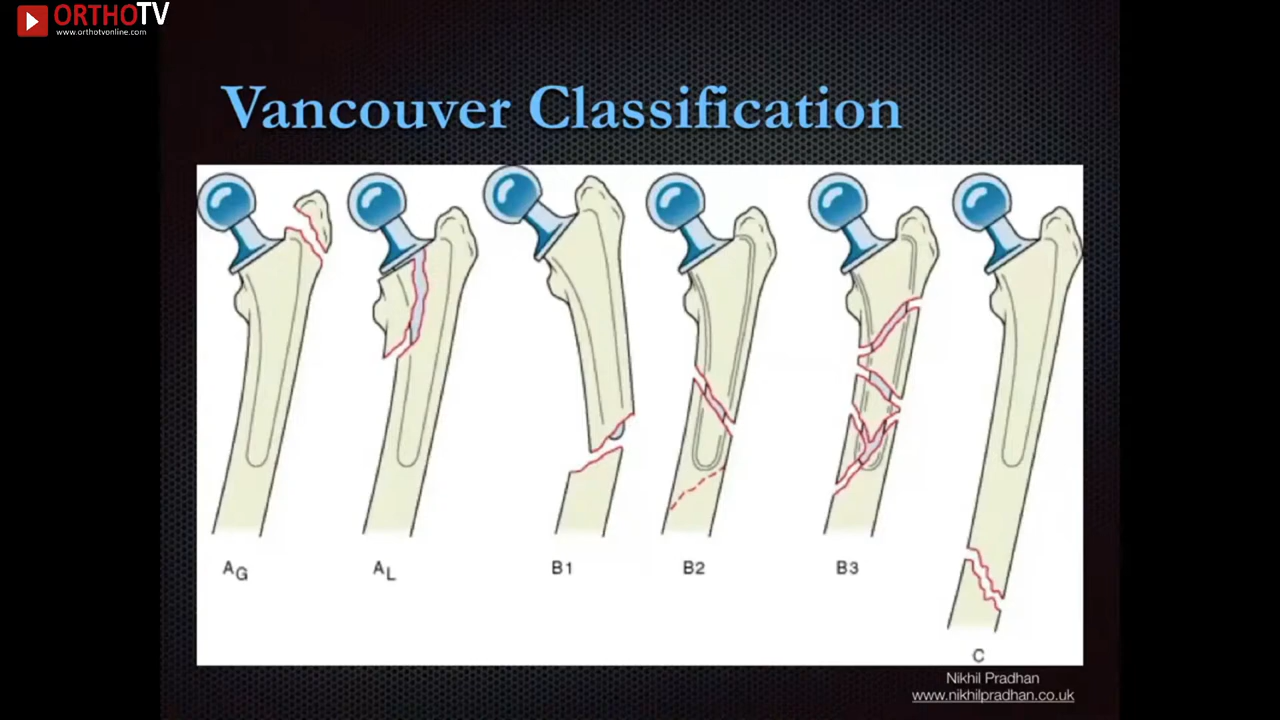 ORTHOTV
www.orthotvonline.com
Vancouver Classification
AG AL B1 B2 B3
C
Nikhil Pradhan
www.nikhilpradhan.co.uk